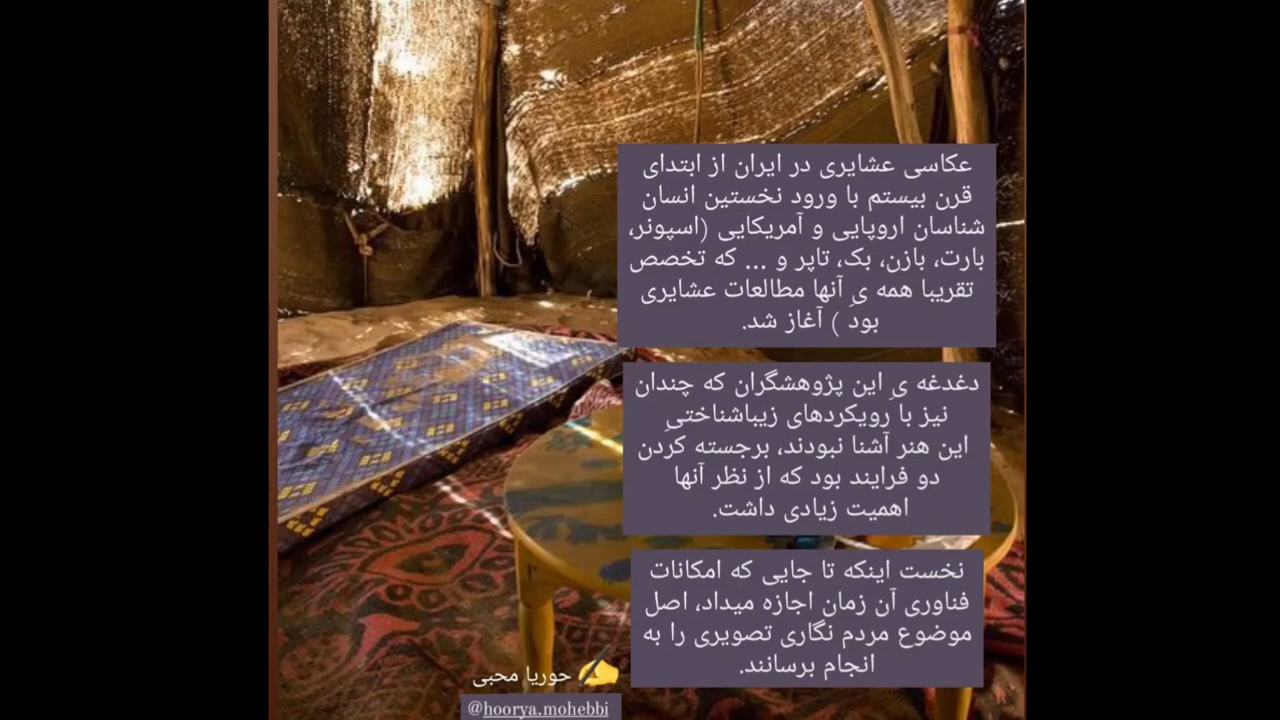 عکاسی عشایری در ایران از ابتدای
قرن بیستم با ورود نخستین انسان
شناسان اروپایی و آمریکایی (اسپونر،
بارت، بازن، بک، تاپر و ... که تخصص
تقریبا همه یِ آنها مطالعات عشایری
بود ) آغاز شد.
دغدغه یِ این پژوهشگران که چندان
نیز با رویکردهای زیباشناختیِ
این هنر آشنا نبودند، برجسته کردن
دو فرایند بود که از نظر آنها
اهمیت زیادی داشت.
نخست اینکه تا جایی که امکانات
فناوری آن زمان اجازه میداد، اصل
موضوع مردم نگاری تصویری را به
انجام برسانند.
✍ حوریا محبی
@hoorya.mohebbi